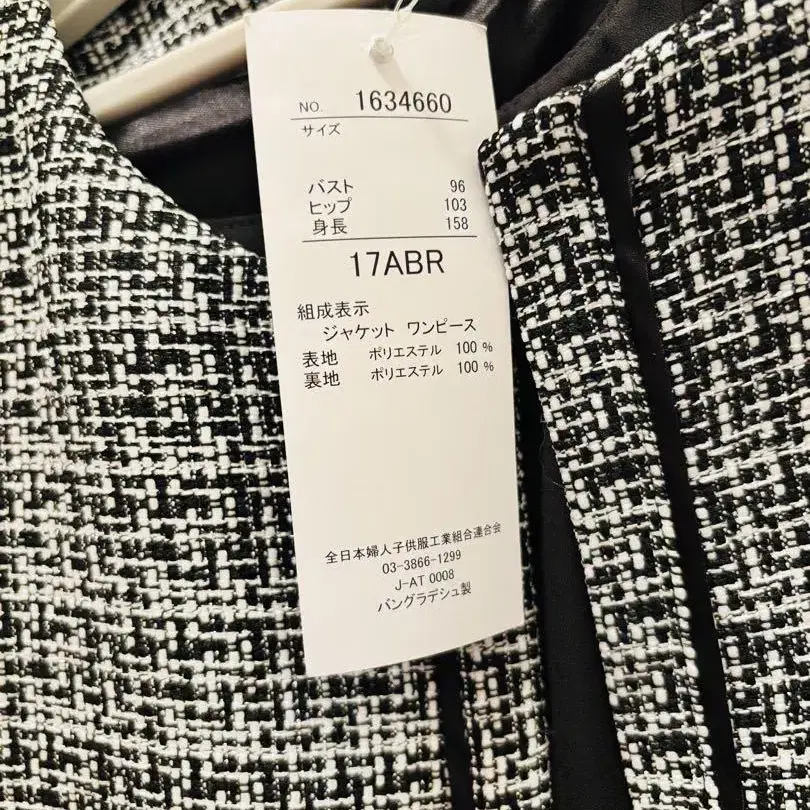 NO. 1634660
サイズ
バスト 96
ヒップ 103
身長 158
17ABR
組成表示
ジャケット ワンピース
表地 ポリエステル 100 %
裏地 ポリエステル 100 %
全日本婦人子供服工業組合連合会
03-3866-1299
J-AT 0008
バングラデシュ製